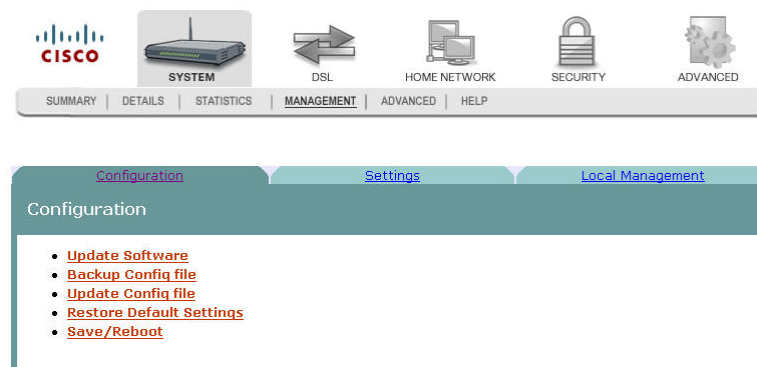 CISCO
SYSTEM DSL HOME NETWORK SECURITY ADVANCED
SUMMARY | DETAILS | STATISTICS | MANAGEMENT | ADVANCED | HELP
Configuration Settings Local Management
Configuration
Update Software
Backup Config file
Update Config file
Restore Default Settings
Save/Reboot